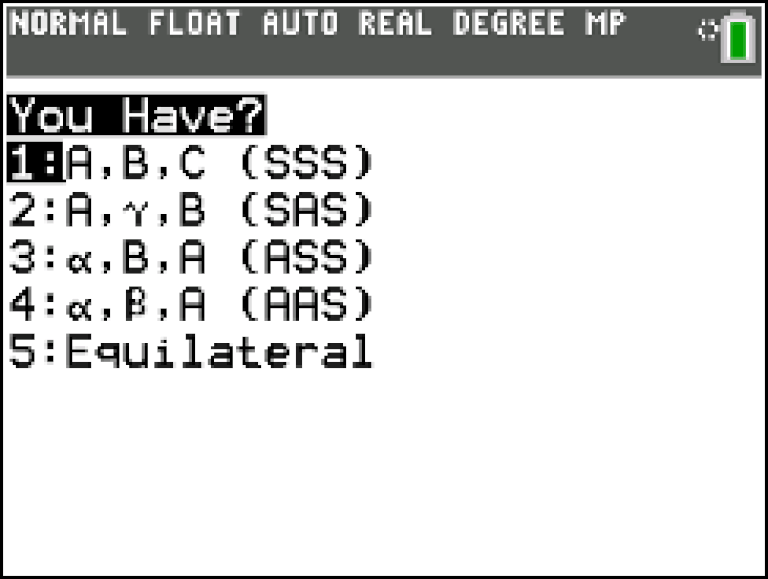 NORMAL FLOAT AUTO REAL DEGREE MP
You Have?
1:A,B,C (SSS)
2:A,γ,B (SAS)
3:α,B,A (ASS)
4:α,β,A (AAS)
5:Equilateral